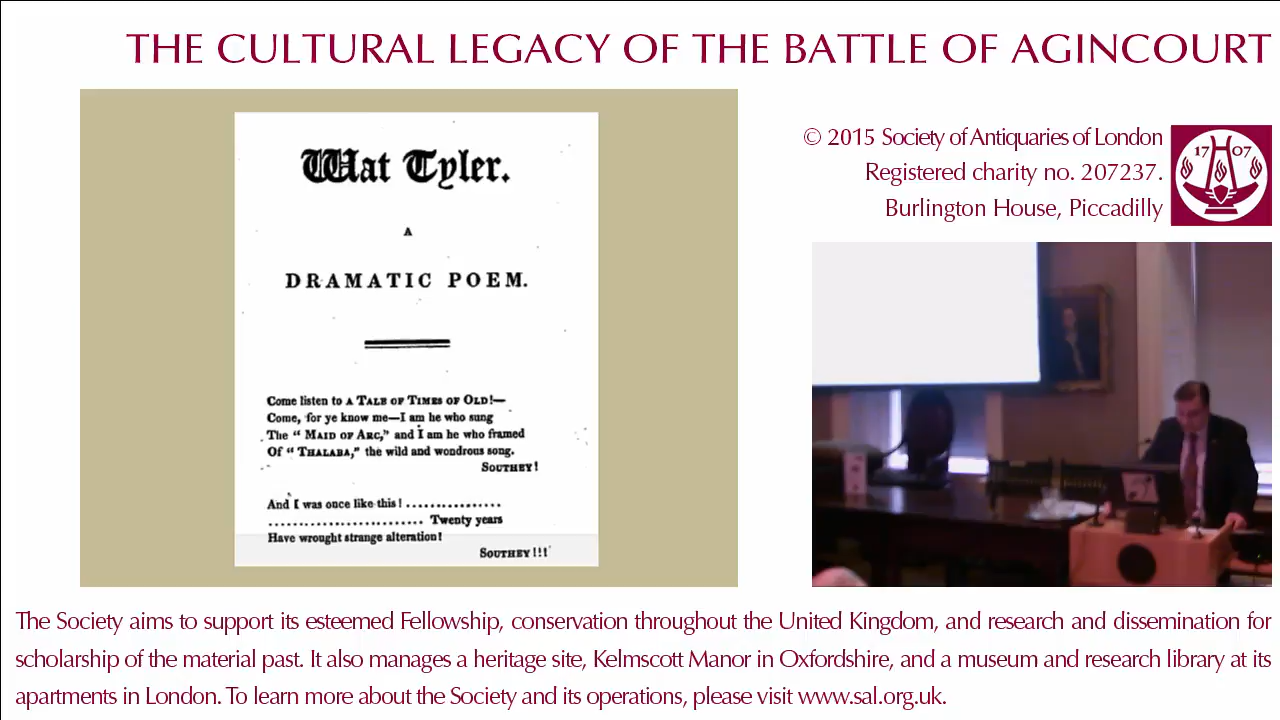 THE CULTURAL LEGACY OF THE BATTLE OF AGINCOURT
Wat Tyler.
A
DRAMATIC POEM.
Come listen to A TALE OF TIMES OF OLD!—
Come, for ye know me—I am he who sung
The “ MAID OF ARC,” and I am he who framed
Of “ THALABA,” the wild and wondrous song.
SOUTHEY!
And I was once like this! .................
........................... Twenty years
Have wrought strange alteration!
SOUTHEY!!!
© 2015 Society of Antiquaries of London
Registered charity no. 207237.
Burlington House, Piccadilly
17 07
The Society aims to support its esteemed Fellowship, conservation throughout the United Kingdom, and research and dissemination for
scholarship of the material past. It also manages a heritage site, Kelmscott Manor in Oxfordshire, and a museum and research library at its
apartments in London. To learn more about the Society and its operations, please visit www.sal.org.uk.